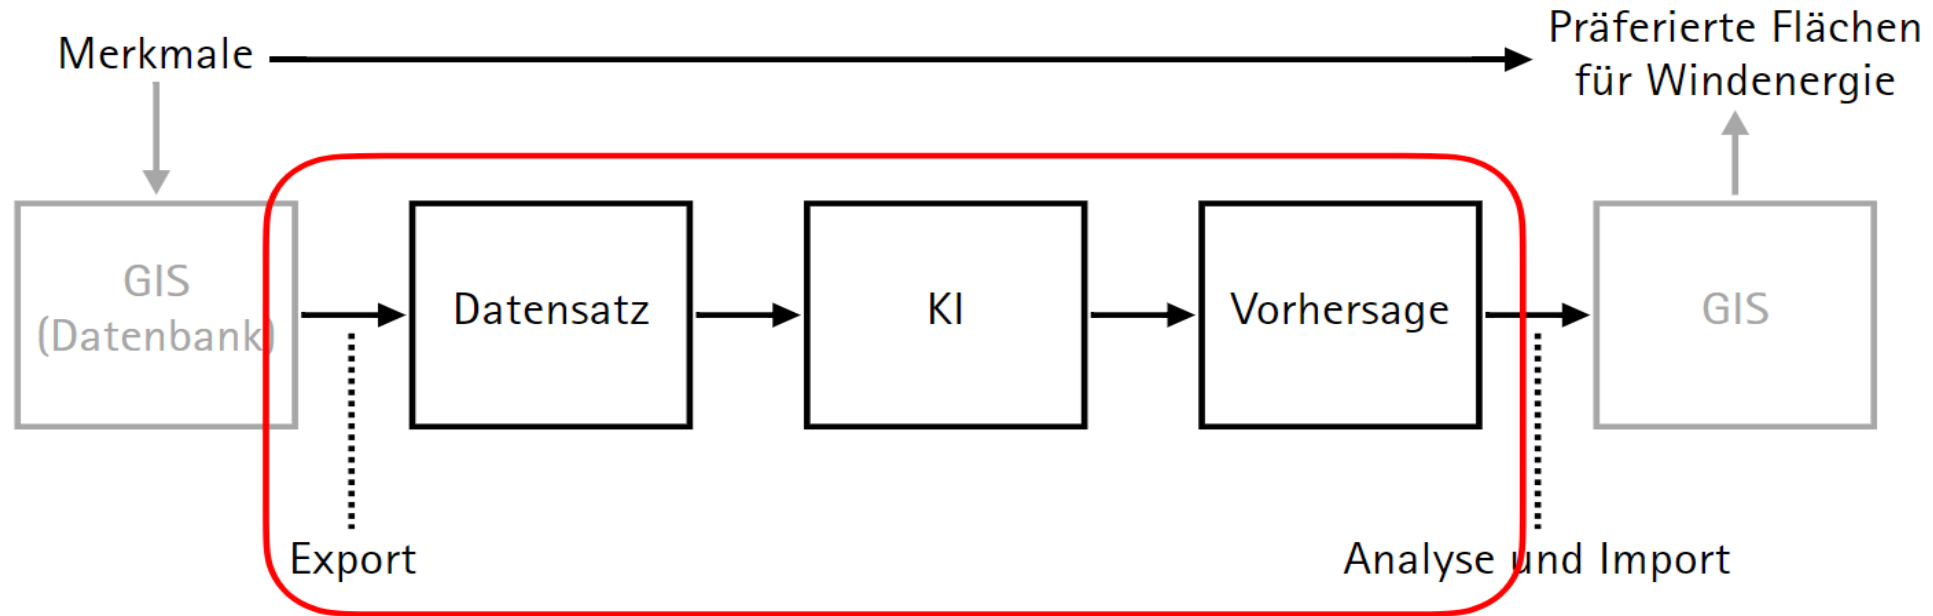 Merkmale
Präferierte Flächen
für Windenergie
GIS
(Datenbank)
Datensatz
KI
Vorhersage
GIS
Export
Analyse und Import